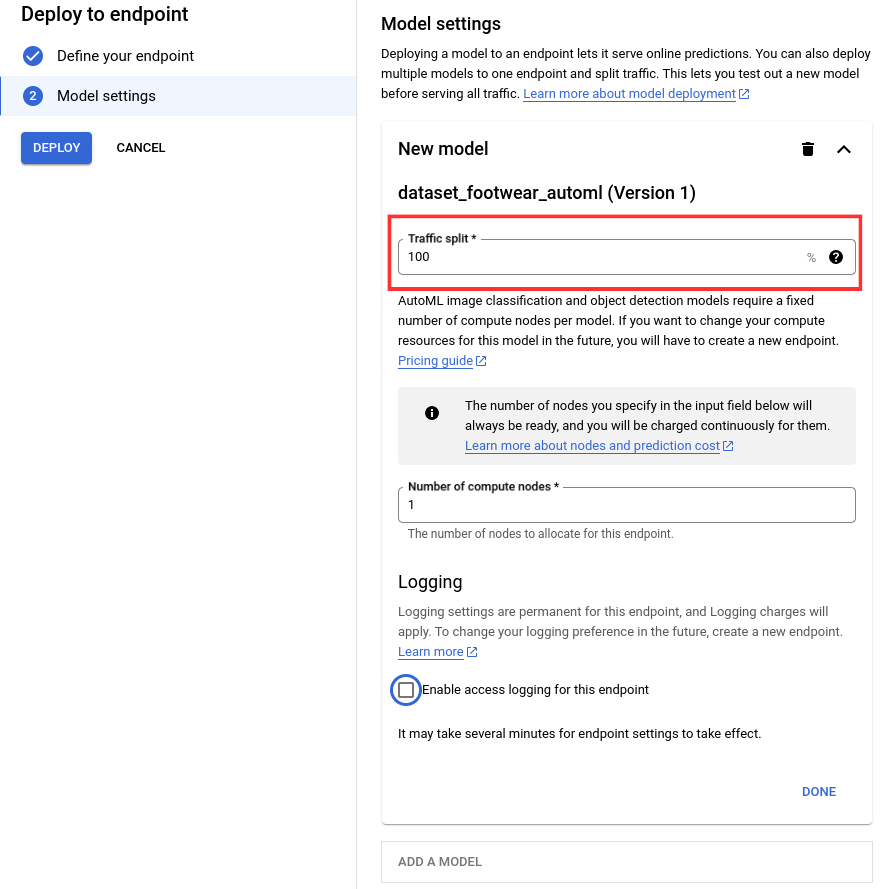 Deploy to endpoint
Define your endpoint
2 Model settings
DEPLOY CANCEL
Model settings
Deploying a model to an endpoint lets it serve online predictions. You can also deploy
multiple models to one endpoint and split traffic. This lets you test out a new model
before serving all traffic. Learn more about model deployment
New model
dataset_footwear_automl (Version 1)
Traffic split *
100 % ?
AutoML image classification and object detection models require a fixed
number of compute nodes per model. If you want to change your compute
resources for this model in the future, you will have to create a new endpoint.
Pricing guide
The number of nodes you specify in the input field below will
always be ready, and you will be charged continuously for them.
Learn more about nodes and prediction cost
Number of compute nodes *
1
The number of nodes to allocate for this endpoint.
Logging
Logging settings are permanent for this endpoint, and Logging charges will
apply. To change your logging preference in the future, create a new endpoint.
Learn more
Enable access logging for this endpoint
It may take several minutes for endpoint settings to take effect.
DONE
ADD A MODEL